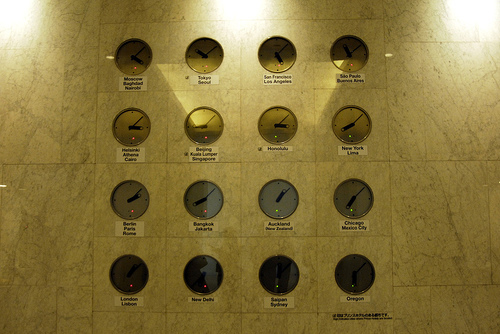 Moscow
Baghdad
Nairobi
Tokyo
Seoul
San Francisco
Los Angeles
São Paulo
Buenos Aires
Helsinki
Athens
Cairo
Beijing
Kuala Lumper
Singapore
Honolulu
New York
Lima
Berlin
Paris
Rome
Bangkok
Jakarta
Auckland
(New Zealand)
Chicago
Mexico City
London
Lisbon
New Delhi
Saipan
Sydney
Oregon